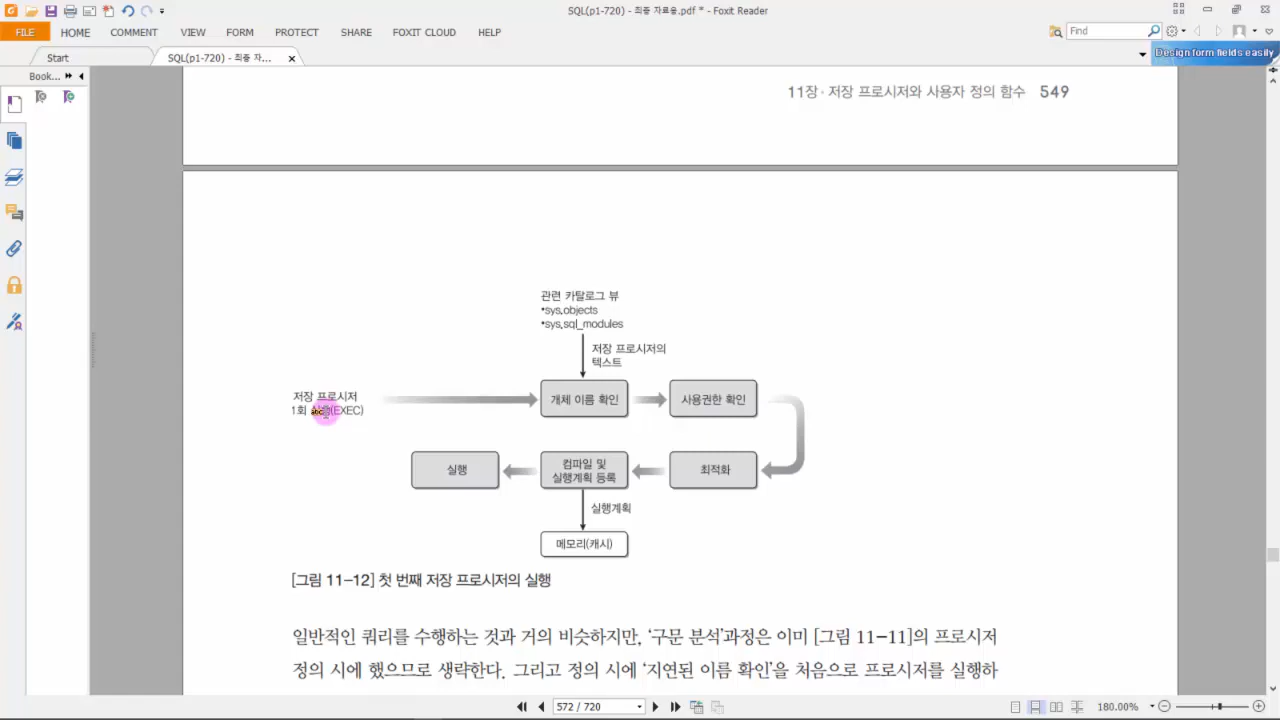 SQL(p1-720) - 최종 자료용.pdf * - Foxit Reader
FILE HOME COMMENT VIEW FORM PROTECT SHARE FOXIT CLOUD HELP
Find
Start
SQL(p1-720) - 최종 자...
Design form fields easily
Book...
11장 · 저장 프로시저와 사용자 정의 함수 549
관련 카탈로그 뷰
•sys.objects
•sys.sql_modules
저장 프로시저의
텍스트
저장 프로시저
1회 (EXEC)
개체 이름 확인
사용권한 확인
실행
컴파일 및
실행계획 등록
최적화
실행계획
메모리(캐시)
[그림 11-12] 첫 번째 저장 프로시저의 실행
일반적인 쿼리를 수행하는 것과 거의 비슷하지만, ‘구문 분석’과정은 이미 [그림 11-11]의 프로시저
정의 시에 했으므로 생략한다. 그리고 정의 시에 ‘지연된 이름 확인’을 처음으로 프로시저를 실행하
572 / 720
180.00%